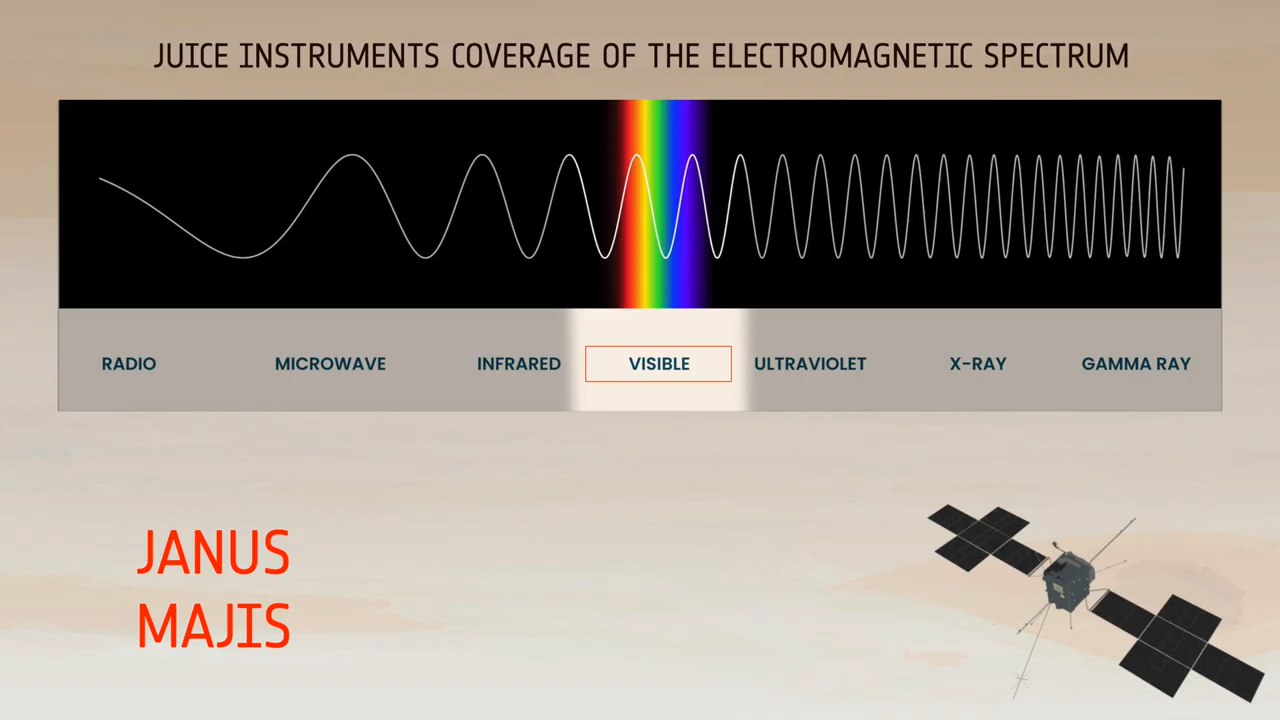 JUICE INSTRUMENTS COVERAGE OF THE ELECTROMAGNETIC SPECTRUM
RADIO MICROWAVE INFRARED VISIBLE ULTRAVIOLET X-RAY GAMMA RAY
JANUS
MAJIS